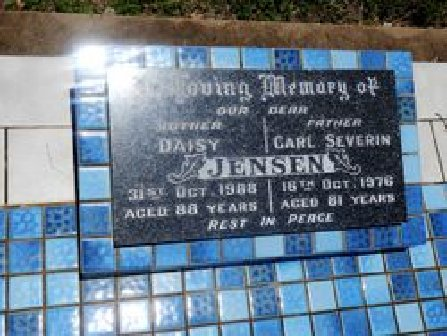 In Loving Memory of
OUR DEAR
MOTHER FATHER
DAISY CARL SEVERIN
JENSEN
31ST OCT. 1988 16TH OCT. 1976
AGED 88 YEARS AGED 81 YEARS
REST IN PEACE